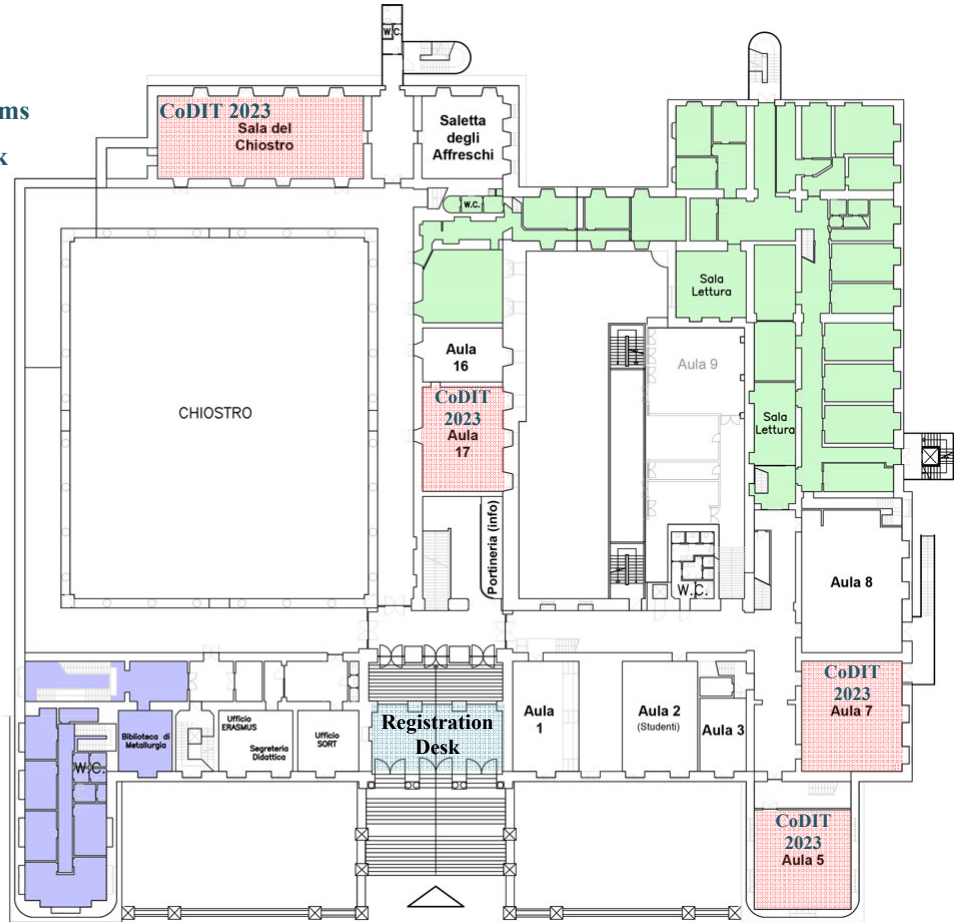 W.C.
ms
CoDIT 2023
Sala del
Chiostro
Saletta
degli
Affreschi
k
W.C.
Sala
Lettura
Aula
16
Aula 9
CoDIT
2023
Aula
17
CHIOSTRO
Sala
Lettura
Portineria (info)
Aula 8
W.C.
CoDIT
2023
Aula 7
Registration
Desk
Aula
1
Aula 2
(Studenti)
Aula 3
Ufficio
ERASMUS
Segreteria
Didattica
Ufficio
SORT
Biblioteca di
Metallurgia
W.C.
CoDIT
2023
Aula 5